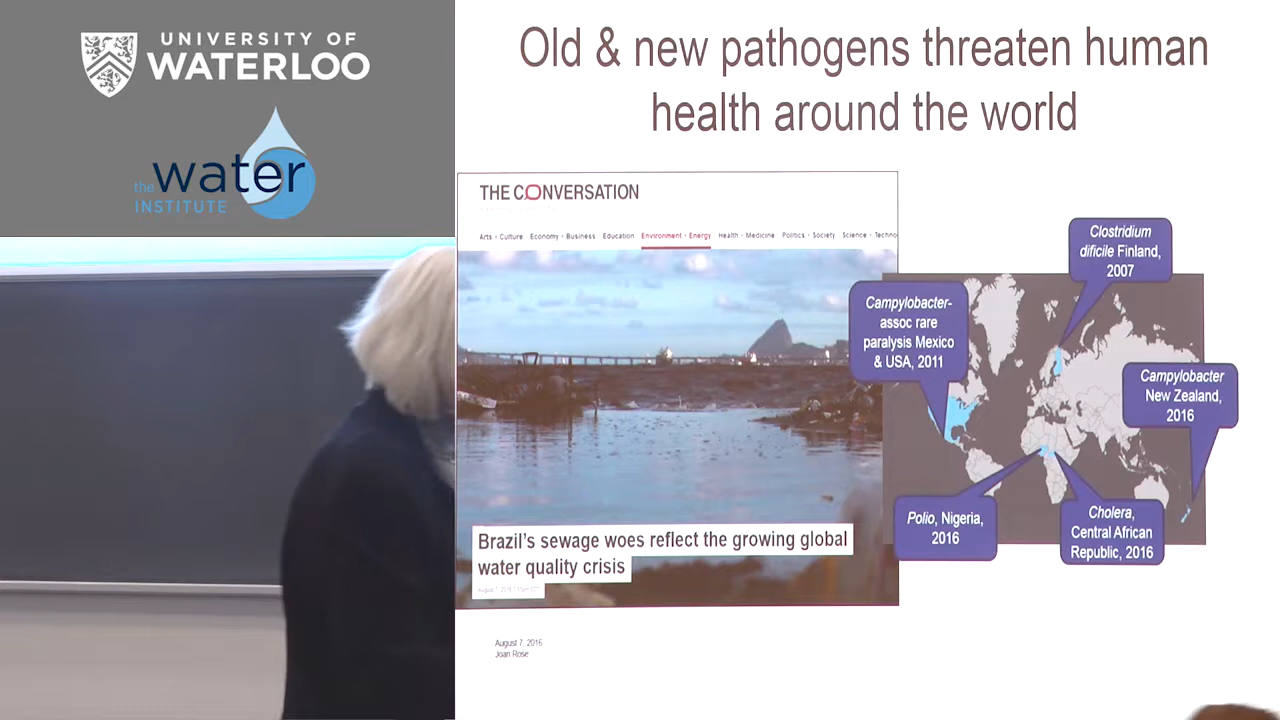 UNIVERSITY OF
WATERLOO
the water
INSTITUTE
Old & new pathogens threaten human
health around the world
THE CONVERSATION
Arts + Culture Economy + Business Education Environment + Energy Health + Medicine Politics + Society Science + Techno
Clostridium
dificile Finland,
2007
Campylobacter-
assoc rare
paralysis Mexico
& USA, 2011
Campylobacter
New Zealand,
2016
Polio, Nigeria,
2016
Cholera,
Central African
Republic, 2016
Brazil's sewage woes reflect the growing global
water quality crisis
August 7, 2016
Joan Rose